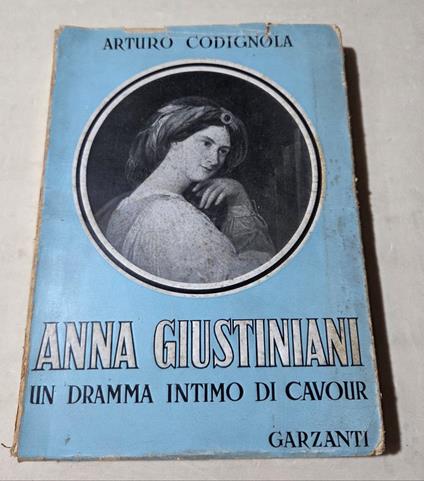 ARTURO CODIGNOLA
ANNA GIUSTINIANI
UN DRAMMA INTIMO DI CAVOUR
GARZANTI